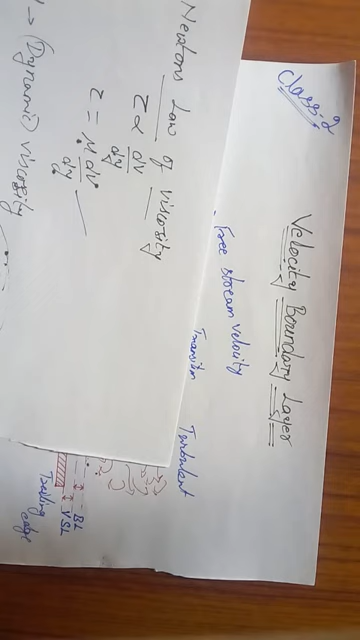 Class:2
Velocity Boundary Layer
Free stream velocity
Transition Turbulent
BL
VSL
Trailing edge
Newtons Law of viscosity
τ α dv/dy
τ = μ dv/dy
(Dynamic) viscosity